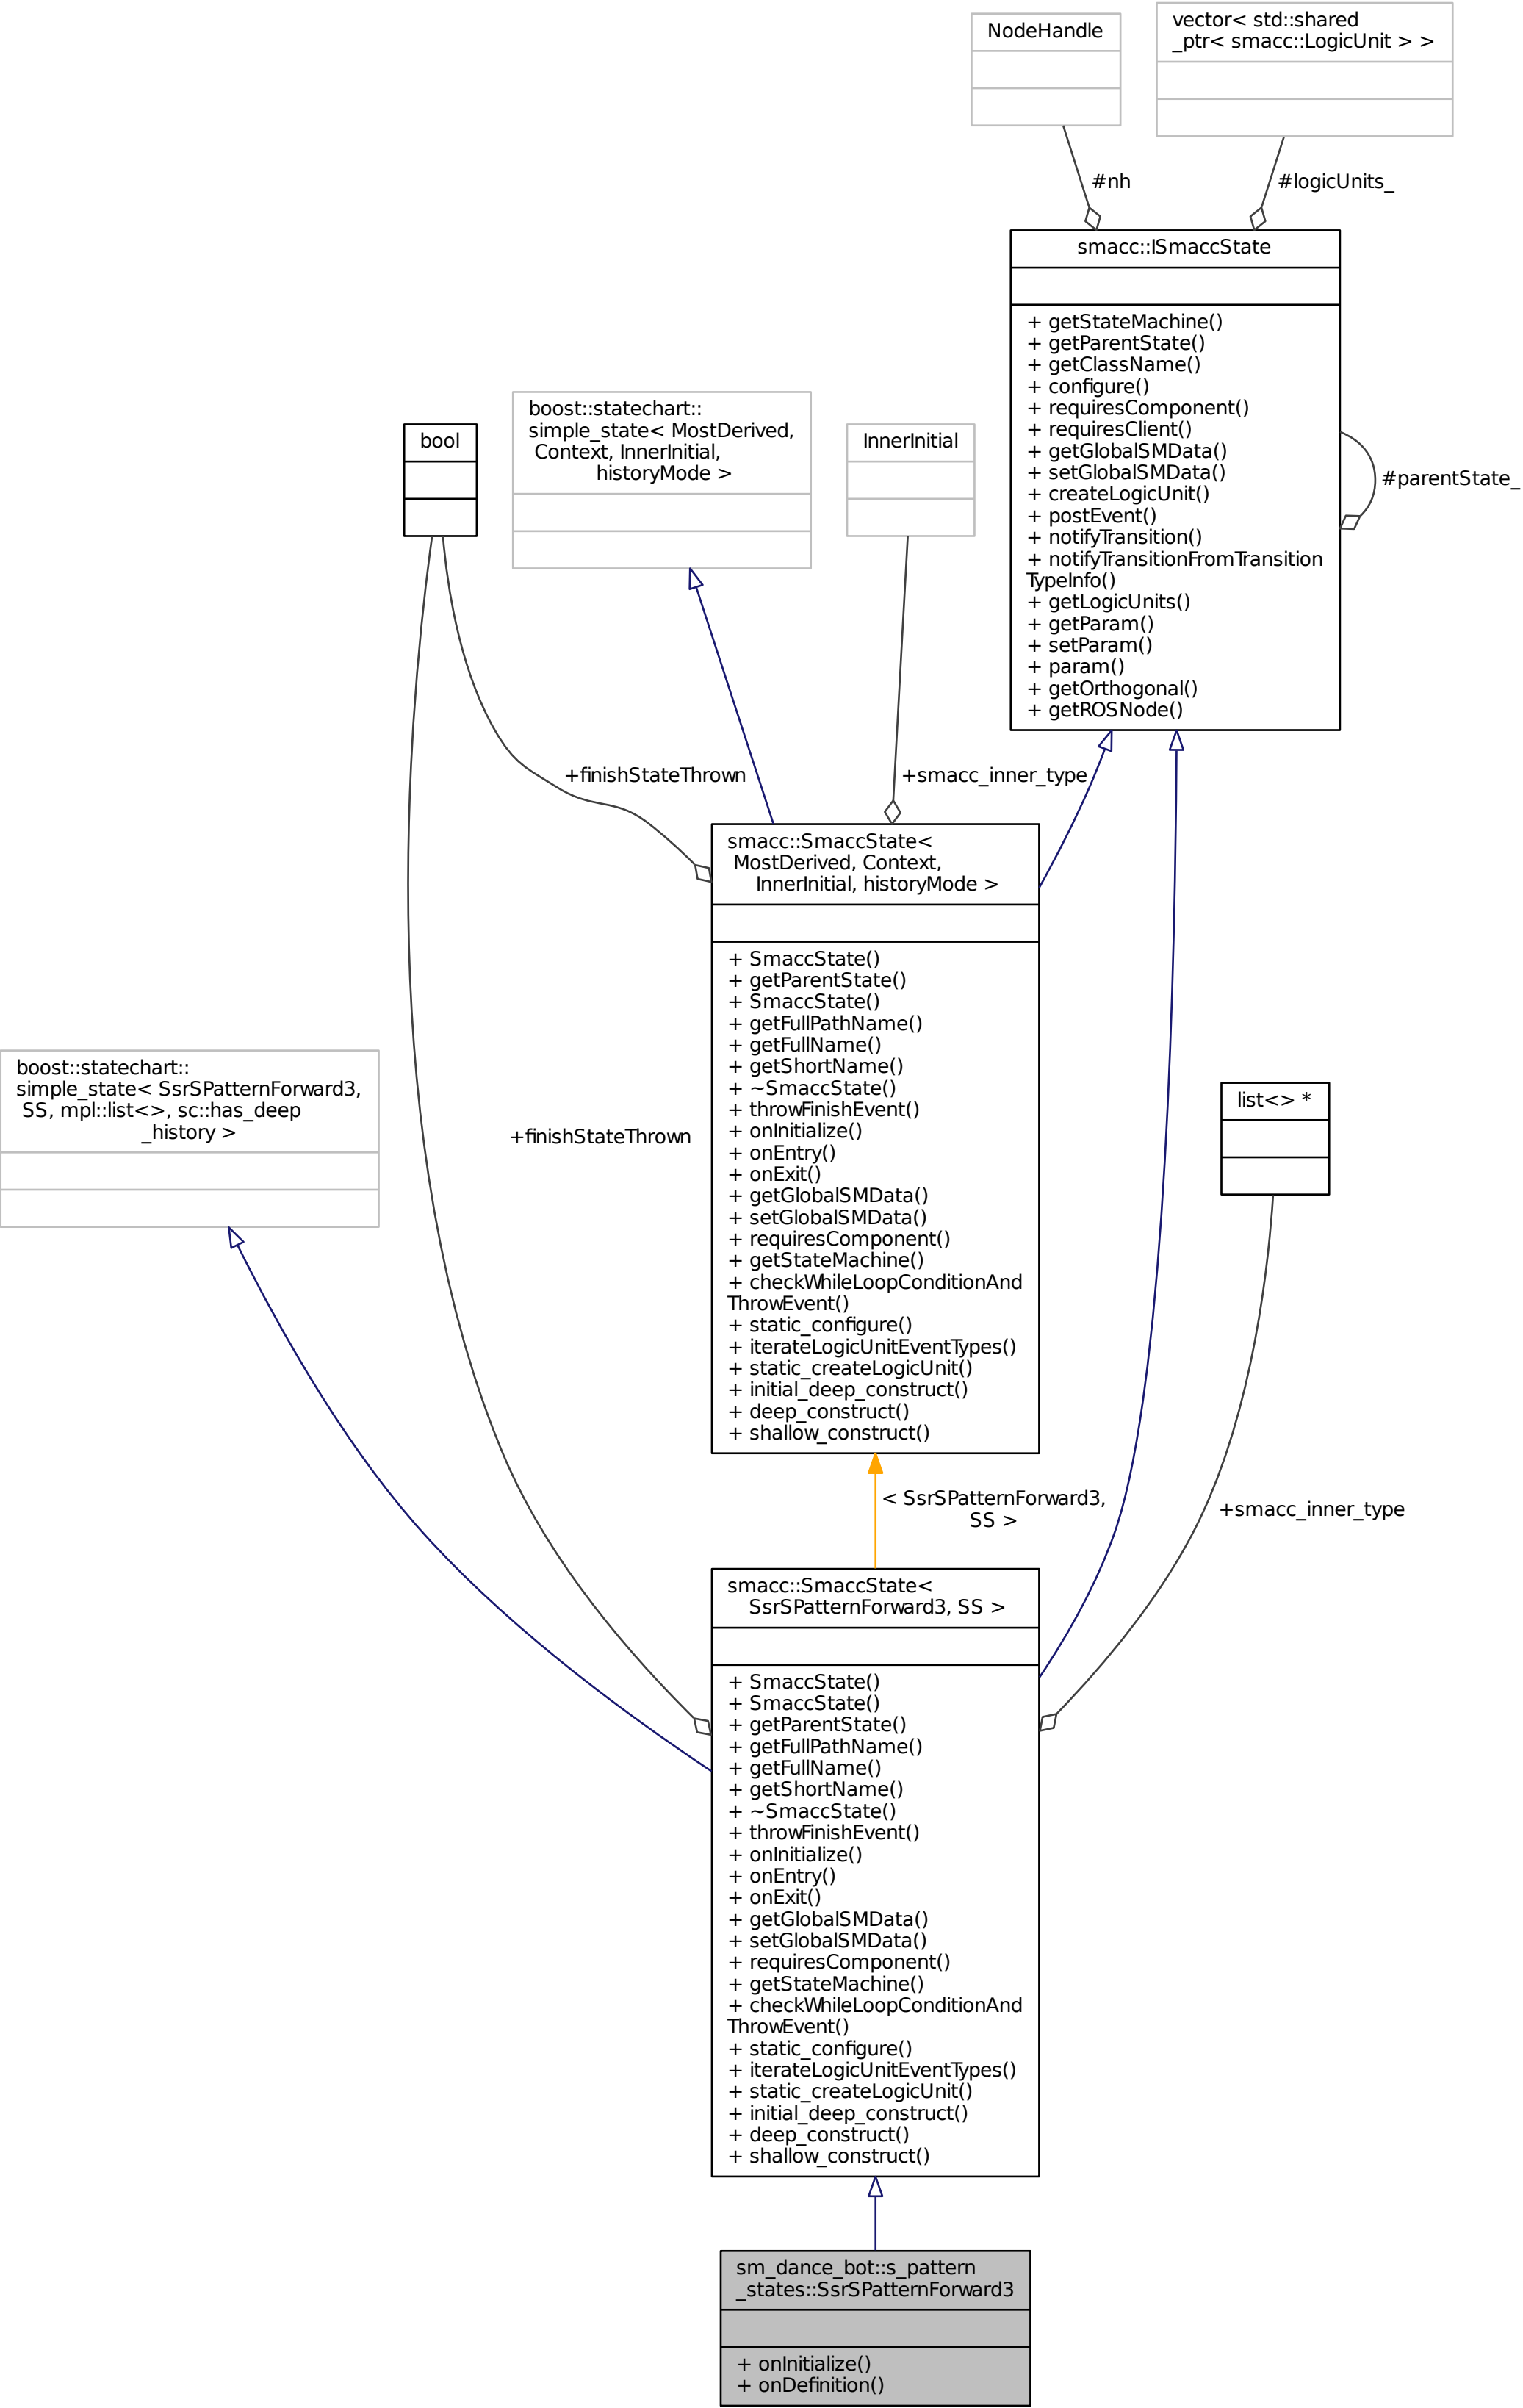 NodeHandle
vector< std::shared
_ptr< smacc::LogicUnit > >
#nh
#logicUnits_
smacc::ISmaccState
+ getStateMachine()
+ getParentState()
+ getClassName()
+ configure()
+ requiresComponent()
+ requiresClient()
+ getGlobalSMData()
+ setGlobalSMData()
+ createLogicUnit()
+ postEvent()
+ notifyTransition()
+ notifyTransitionFromTransition
TypeInfo()
+ getLogicUnits()
+ getParam()
+ setParam()
+ param()
+ getOrthogonal()
+ getROSNode()
#parentState_
bool
boost::statechart::
simple_state< MostDerived,
Context, InnerInitial,
historyMode >
InnerInitial
+finishStateThrown
+smacc_inner_type
smacc::SmaccState<
MostDerived, Context,
InnerInitial, historyMode >
+ SmaccState()
+ getParentState()
+ SmaccState()
+ getFullPathName()
+ getFullName()
+ getShortName()
+ ~SmaccState()
+ throwFinishEvent()
+ onInitialize()
+ onEntry()
+ onExit()
+ getGlobalSMData()
+ setGlobalSMData()
+ requiresComponent()
+ getStateMachine()
+ checkWhileLoopConditionAnd
ThrowEvent()
+ static_configure()
+ iterateLogicUnitEventTypes()
+ static_createLogicUnit()
+ initial_deep_construct()
+ deep_construct()
+ shallow_construct()
boost::statechart::
simple_state< SsrSPatternForward3,
SS, mpl::list<>, sc::has_deep
_history >
+finishStateThrown
list<> *
< SsrSPatternForward3,
SS >
+smacc_inner_type
smacc::SmaccState<
SsrSPatternForward3, SS >
+ SmaccState()
+ SmaccState()
+ getParentState()
+ getFullPathName()
+ getFullName()
+ getShortName()
+ ~SmaccState()
+ throwFinishEvent()
+ onInitialize()
+ onEntry()
+ onExit()
+ getGlobalSMData()
+ setGlobalSMData()
+ requiresComponent()
+ getStateMachine()
+ checkWhileLoopConditionAnd
ThrowEvent()
+ static_configure()
+ iterateLogicUnitEventTypes()
+ static_createLogicUnit()
+ initial_deep_construct()
+ deep_construct()
+ shallow_construct()
sm_dance_bot::s_pattern
_states::SsrSPatternForward3
+ onInitialize()
+ onDefinition()